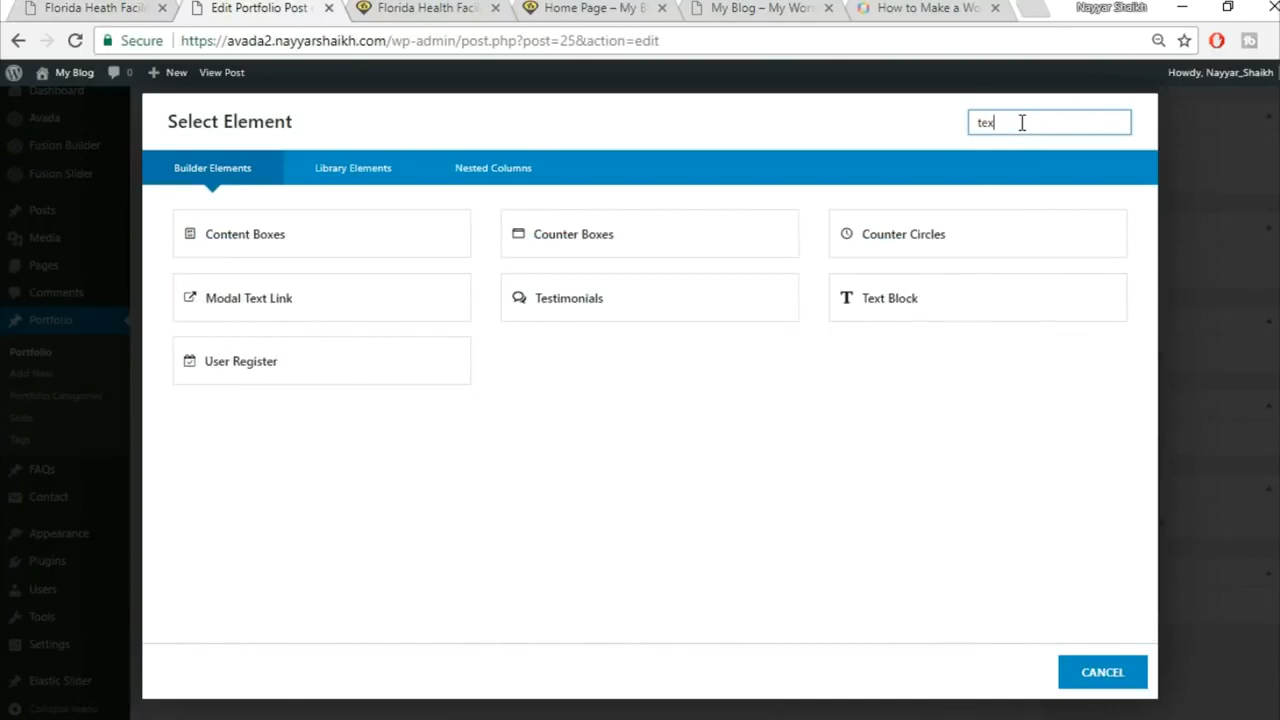 Florida Heath Facil
Edit Portfolio Post
Florida Health Faci
Home Page – My B
My Blog – My Wor
How to Make a Wo
Nayyar Shaikh
Secure
https://avada2.nayyarshaikh.com/wp-admin/post.php?post=25&action=edit
My Blog
0
New
View Post
Howdy, Nayyar_Shaikh
Dashboard
Avada
Fusion Builder
Fusion Slider
Posts
Media
Pages
Comments
Portfolio
Portfolio
Add New
Portfolio Categories
Skills
Tags
FAQs
Contact
Appearance
Plugins
Users
Tools
Settings
Elastic Slider
Collapse menu
Select Element
tex
Builder Elements
Library Elements
Nested Columns
Content Boxes
Counter Boxes
Counter Circles
Modal Text Link
Testimonials
Text Block
User Register
CANCEL